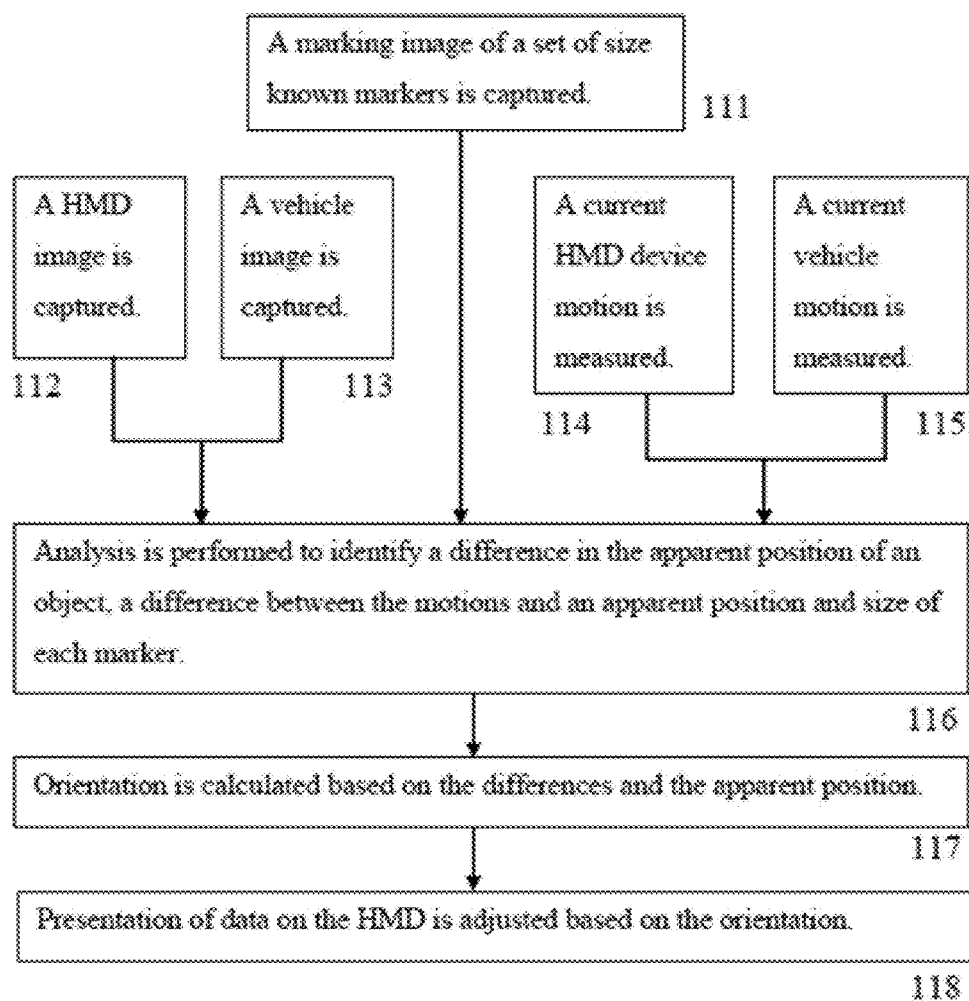 A marking image of a set of size
known markers is captured.
111
A HMD
image is
captured.
112
A vehicle
image is
captured.
113
A current
HMD device
motion is
measured.
114
A current
vehicle
motion is
measured.
115
Analysis is performed to identify a difference in the apparent position of an
object, a difference between the motions and an apparent position and size of
each marker.
116
Orientation is calculated based on the differences and the apparent position.
117
Presentation of data on the HMD is adjusted based on the orientation.
118